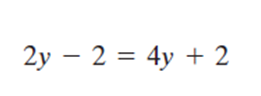 2y − 2 = 4y + 2